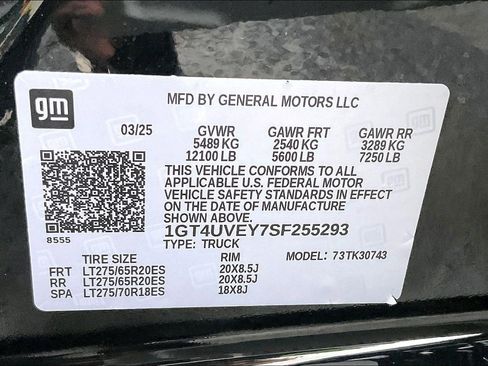 gm
MFD BY GENERAL MOTORS LLC
03/25 GVWR GAWR FRT GAWR RR
5489 KG 2540 KG 3289 KG
12100 LB 5600 LB 7250 LB
THIS VEHICLE CONFORMS TO ALL
APPLICABLE U.S. FEDERAL MOTOR
VEHICLE SAFETY STANDARDS IN EFFECT
ON THE DATE OF MANUFACTURE
SHOWN ABOVE.
8555 1GT4UVEY7SF255293
TYPE: TRUCK MODEL: 73TK30743
TIRE SIZE RIM
FRT LT275/65R20ES 20X8.5J
RR LT275/65R20ES 20X8.5J
SPA LT275/70R18ES 18X8J